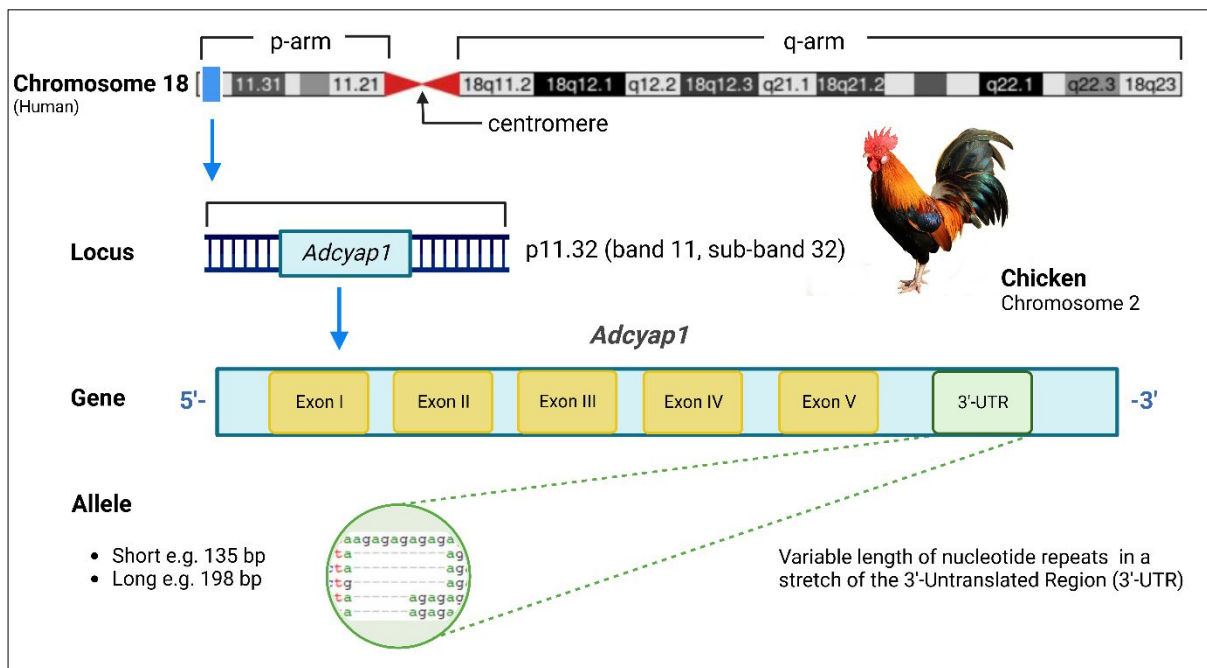 p-arm
q-arm
Chromosome 18
(Human)
11.31
11.21
18q11.2
18q12.1
q12.2
18q12.3
q21.1
18q21.2
q22.1
q22.3
18q23
centromere
Locus
Adcyap1
p11.32 (band 11, sub-band 32)
Chicken
Chromosome 2
Adcyap1
Gene
5'-
Exon I
Exon II
Exon III
Exon IV
Exon V
3'-UTR
-3'
Allele
• Short e.g. 135 bp
• Long e.g. 198 bp
aagagagagaga
ta----------ag
ta----------ag
tg----------ag
ta------agaga
a------agaga
Variable length of nucleotide repeats in a
stretch of the 3'-Untranslated Region (3'-UTR)